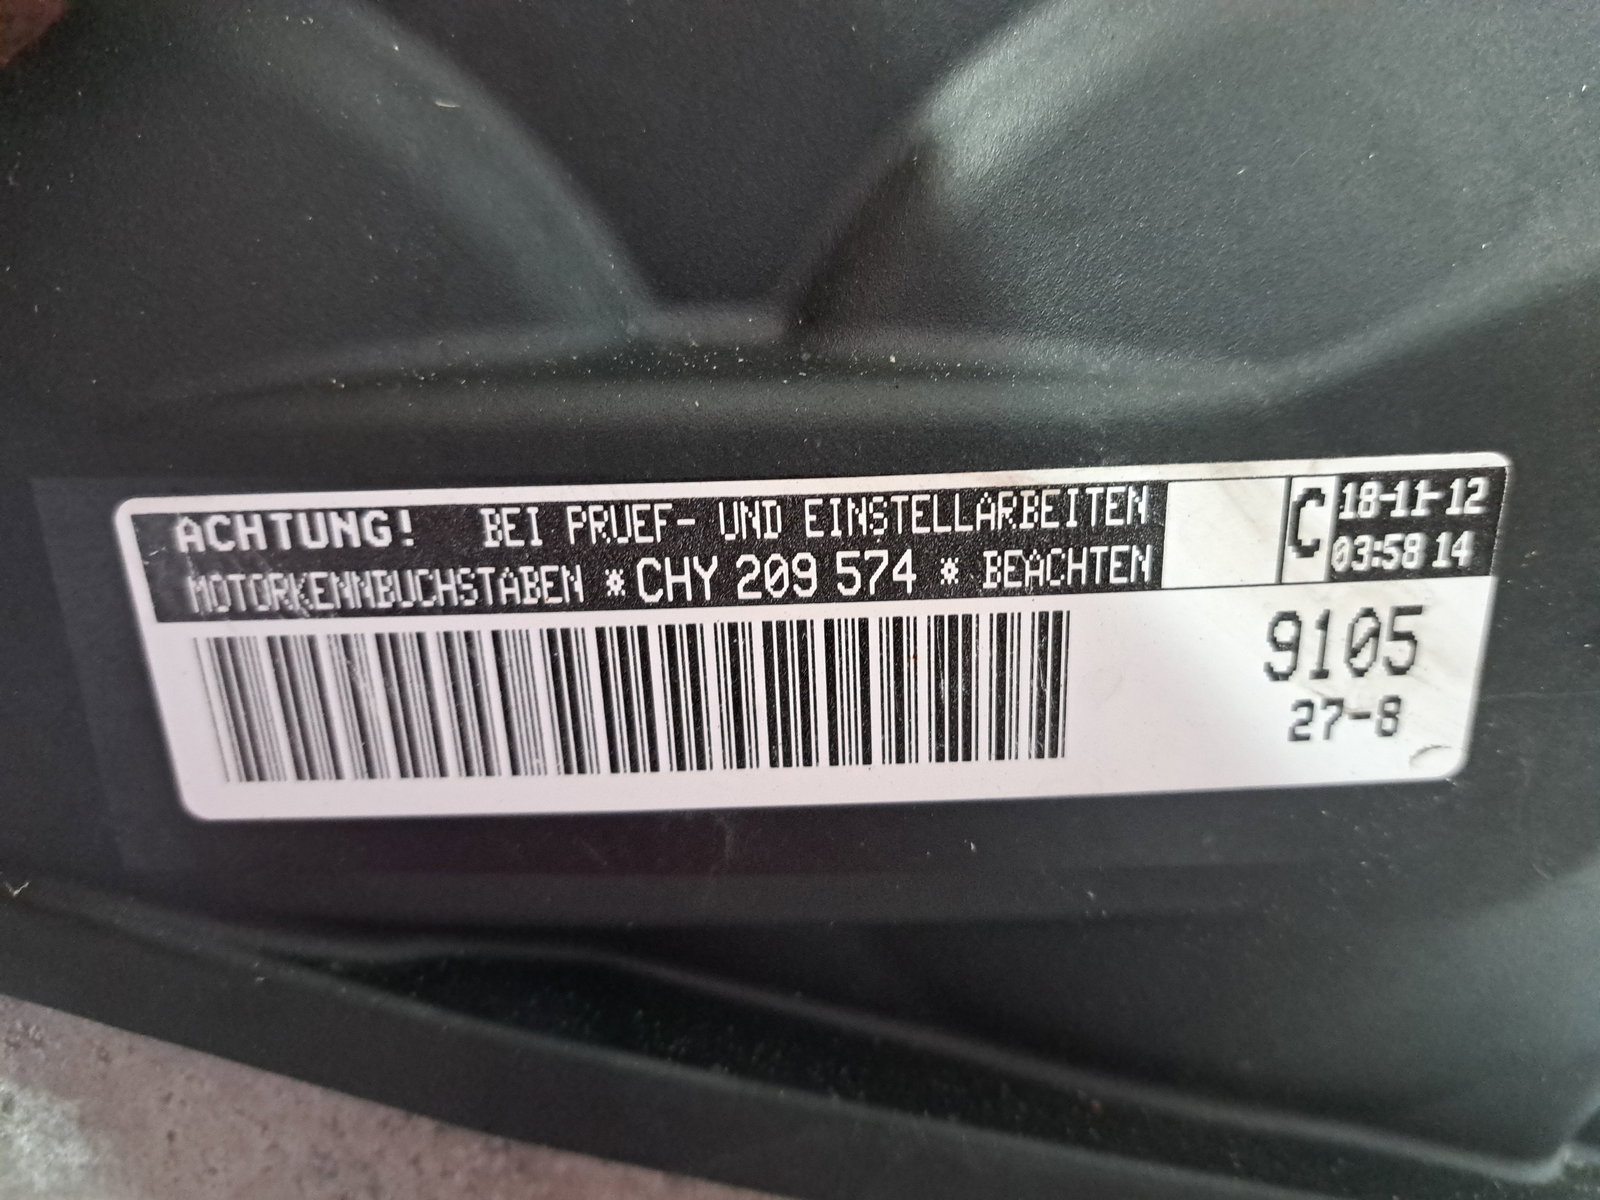 ACHTUNG! BEI PRUEF- UND EINSTELLARBEITEN
MOTORKENNBUCHSTABEN *CHY 209 574 * BEACHTEN
C
18-11-12
03:58 14
9105
27-8